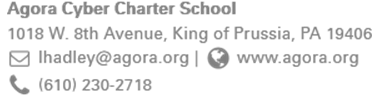 Agora Cyber Charter School
1018 W. 8th Avenue, King of Prussia, PA 19406
lhadley@agora.org | www.agora.org
(610) 230-2718